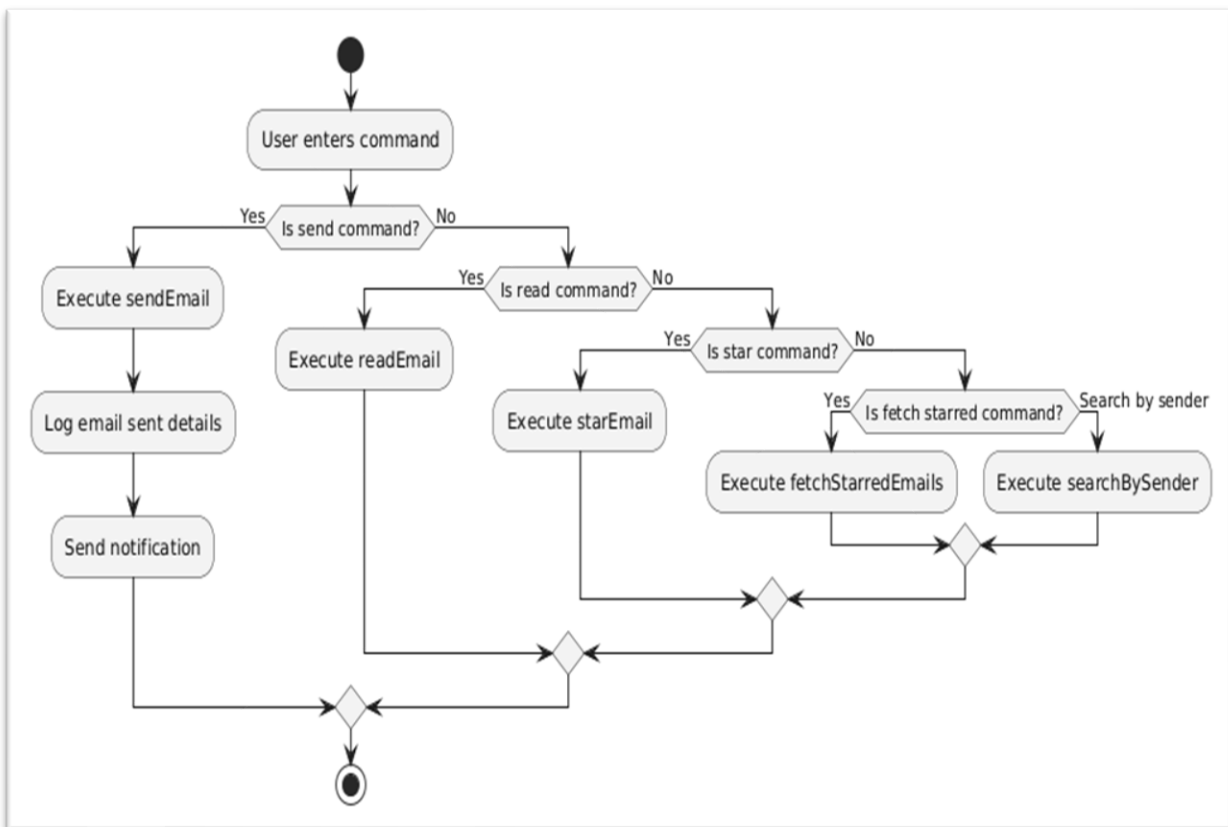 User enters command
Yes
Is send command?
No
Execute sendEmail
Yes
Is read command?
No
Log email sent details
Execute readEmail
Yes
Is star command?
No
Send notification
Execute starEmail
Yes
Is fetch starred command?
Search by sender
Execute fetchStarredEmails
Execute searchBySender